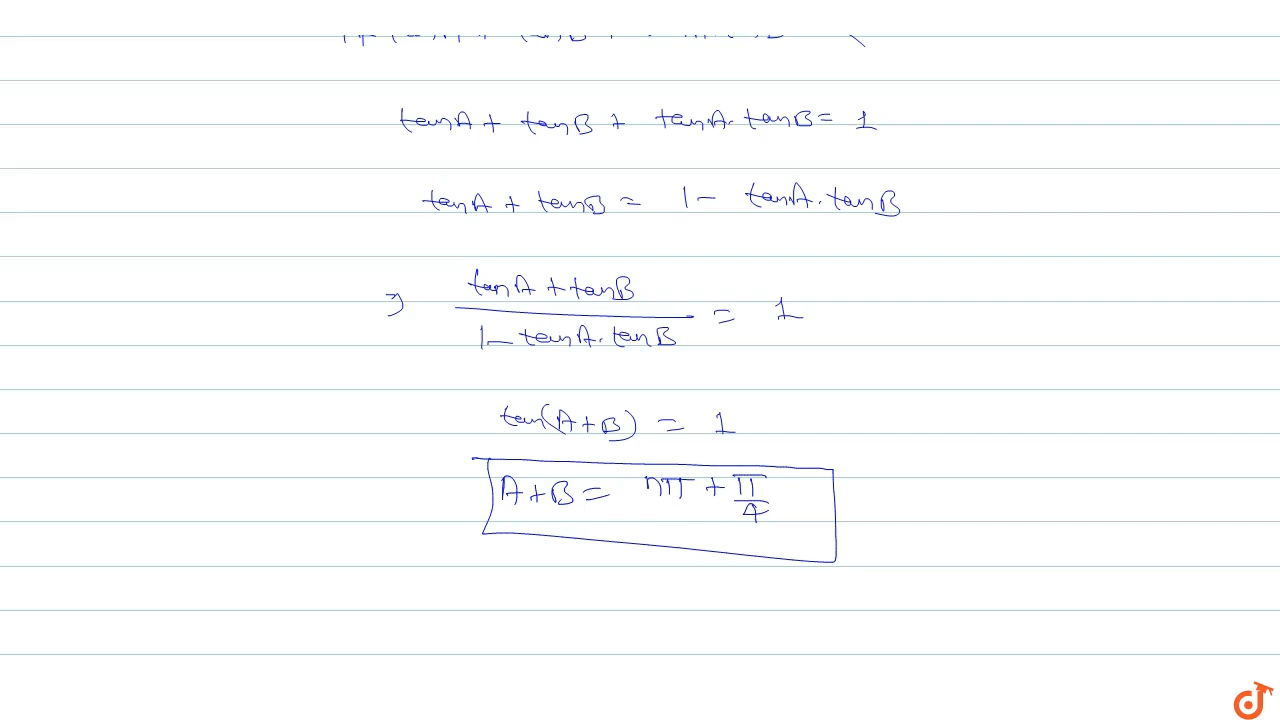 tanA + tanB + tanA. tanB = 1
tanA + tanB = 1 - tanA. tanB
⇒ tanA + tanB / 1 - tanA. tanB = 1
tan(A+B) = 1
A+B = nπ + π/4